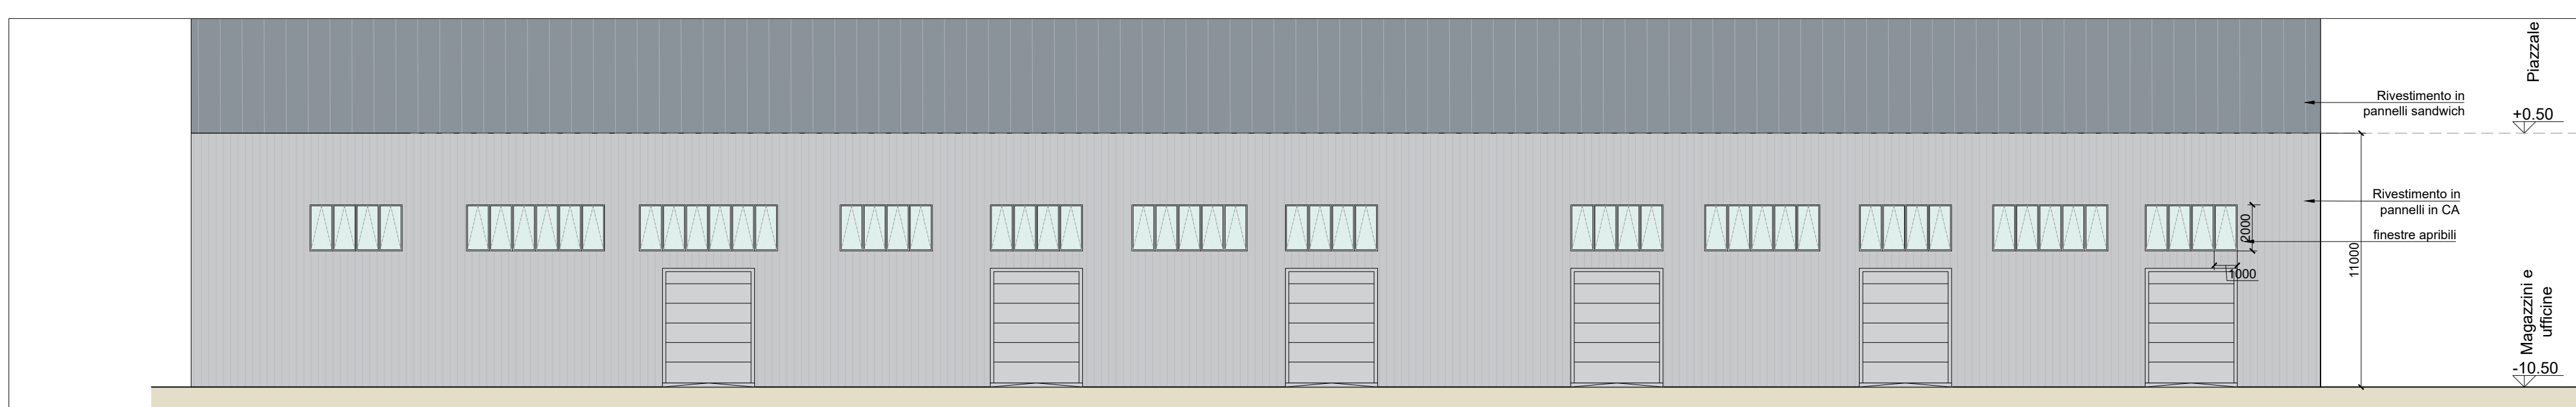 Piazzale
Rivestimento in
pannelli sandwich
+0.50
Rivestimento in
pannelli in CA
2000
finestre apribili
11000
1000
Magazzini e
ufficine
-10.50